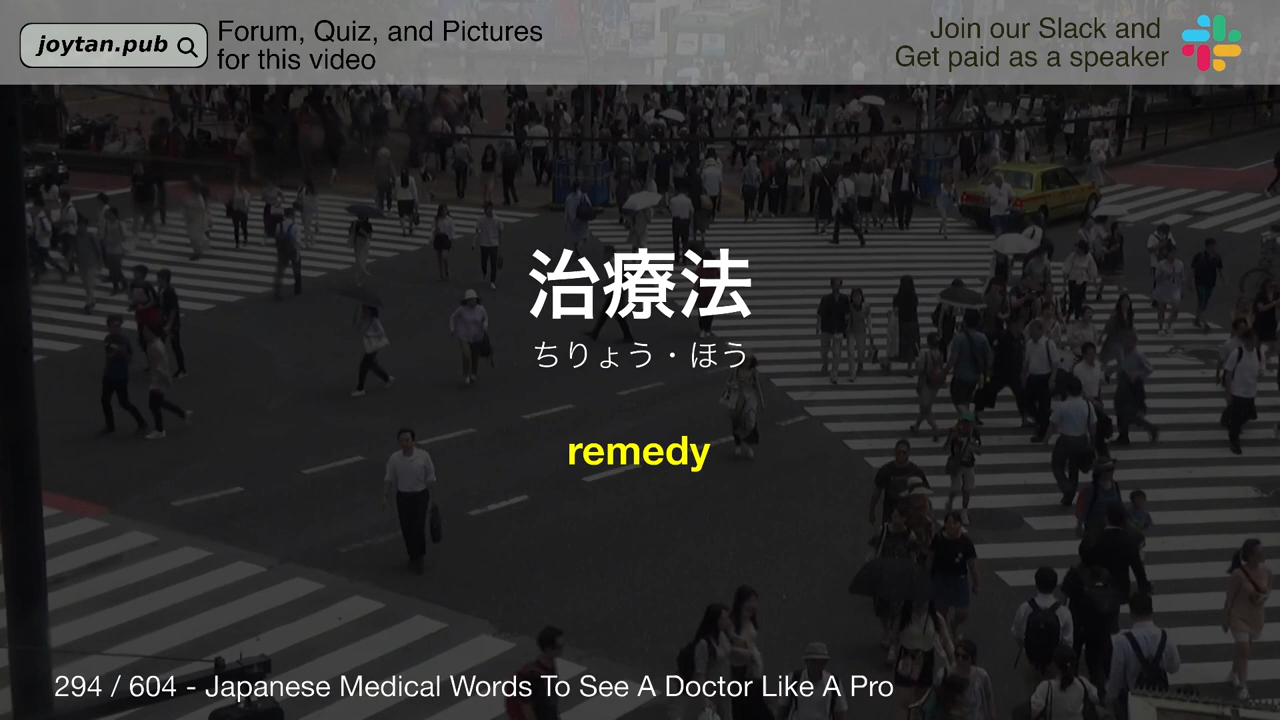 joytan.pub
Forum, Quiz, and Pictures
for this video
Join our Slack and
Get paid as a speaker
治療法
ちりょう・ほう
remedy
294 / 604 - Japanese Medical Words To See A Doctor Like A Pro